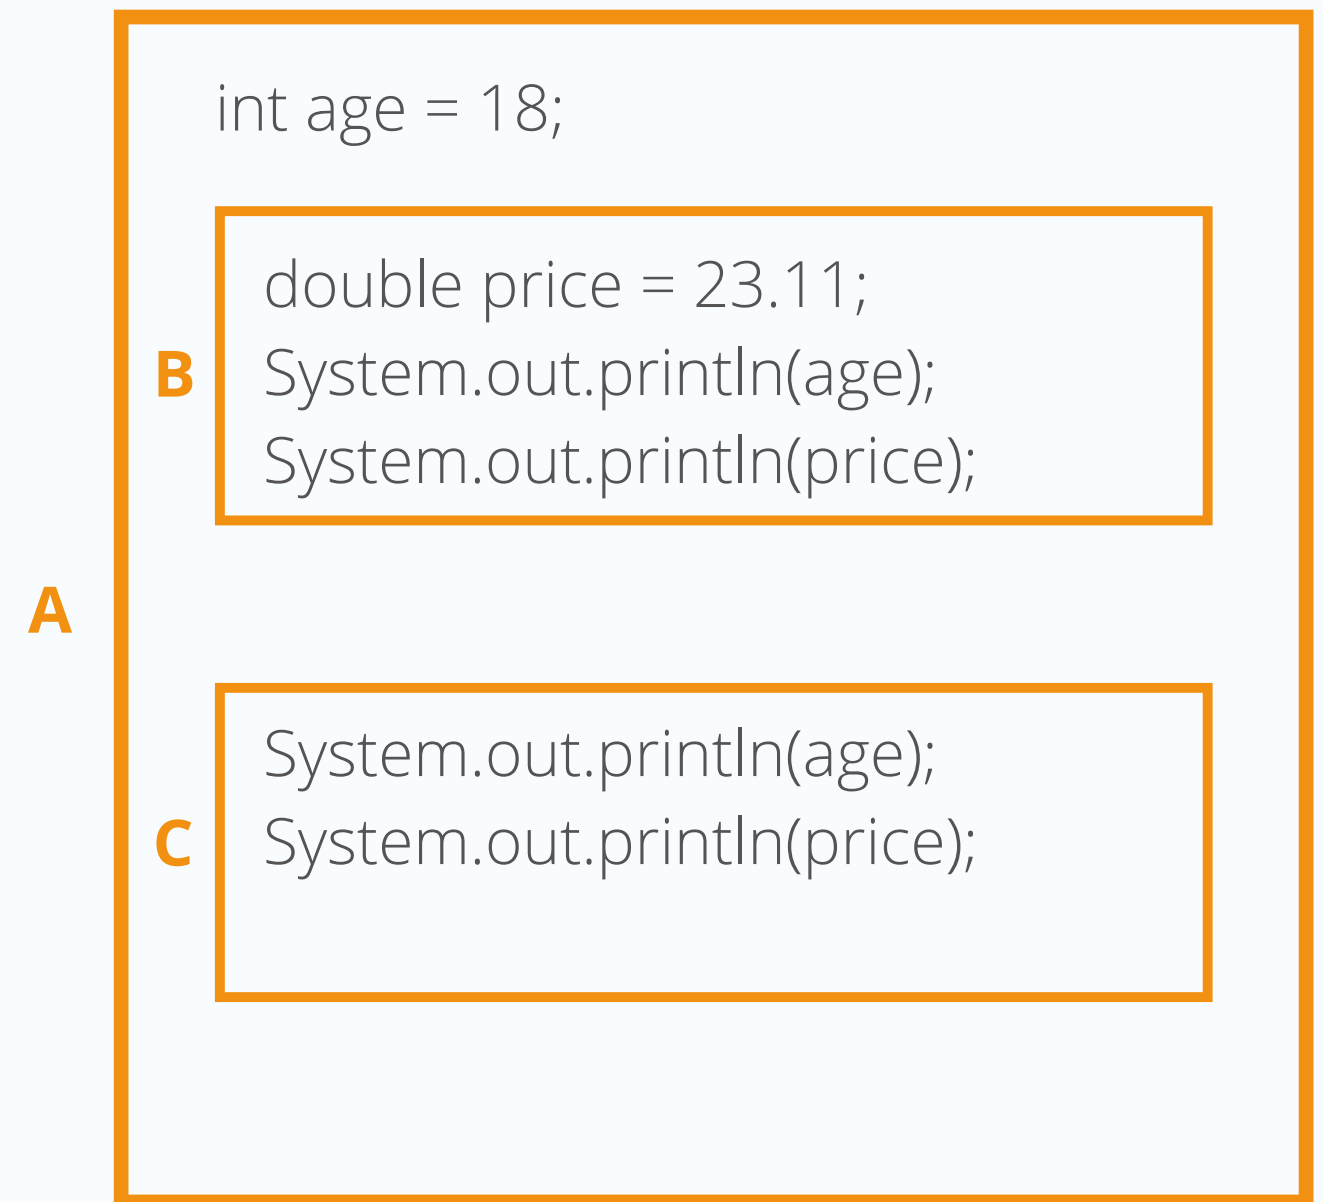 int age = 18;
double price = 23.11;
B
System.out.println(age);
System.out.println(price);
A
System.out.println(age);
C
System.out.println(price);